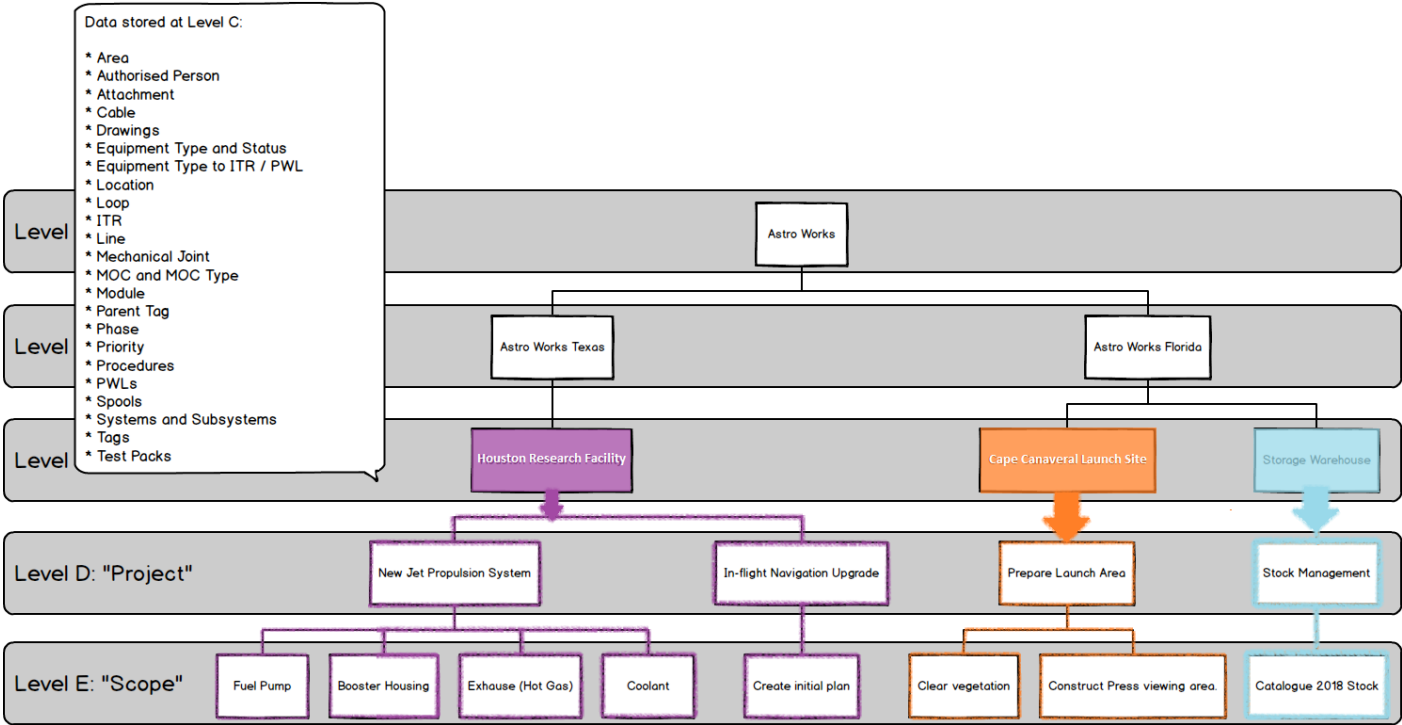 Data stored at Level C:
* Area
* Authorised Person
* Attachment
* Cable
* Drawings
* Equipment Type and Status
* Equipment Type to ITR / PWL
* Location
* Loop
* ITR
* Line
* Mechanical Joint
* MOC and MOC Type
* Module
* Parent Tag
* Phase
* Priority
* Procedures
* PWLs
* Spools
* Systems and Subsystems
* Tags
* Test Packs
Level
Astro Works
Level
Astro Works Texas
Astro Works Florida
Level
Houston Research Facility
Cape Canaveral Launch Site
Storage Warehouse
Level D: "Project"
New Jet Propulsion System
In-flight Navigation Upgrade
Prepare Launch Area
Stock Management
Level E: "Scope"
Fuel Pump
Booster Housing
Exhause (Hot Gas)
Coolant
Create initial plan
Clear vegetation
Construct Press viewing area.
Catalogue 2018 Stock